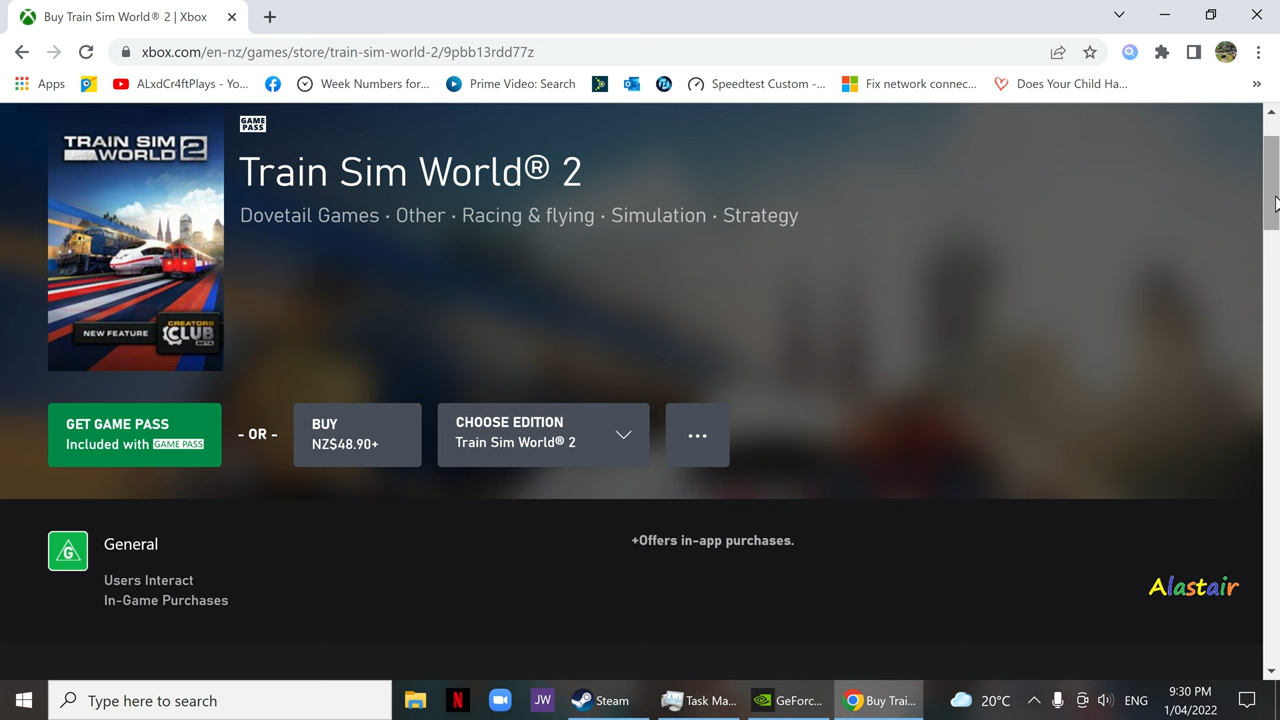 Buy Train Sim World® 2 | Xbox
xbox.com/en-nz/games/store/train-sim-world-2/9pbb13rdd77z
Apps
ALxdCr4ftPlays - Yo...
Week Numbers for...
Prime Video: Search
Speedtest Custom -...
Fix network connec...
Does Your Child Ha...
»
TRAIN SIM WORLD 2
NEW FEATURE
CREATORS CLUB BETA
GAME PASS
Train Sim World® 2
Dovetail Games · Other · Racing & flying · Simulation · Strategy
GET GAME PASS
Included with GAME PASS
- OR -
BUY
NZ$48.90+
CHOOSE EDITION
Train Sim World® 2
...
G
General
+Offers in-app purchases.
Users Interact
In-Game Purchases
Alastair
Type here to search
N
JW
Steam
Task Ma...
GeForc...
Buy Trai...
20°C
ENG
9:30 PM
1/04/2022